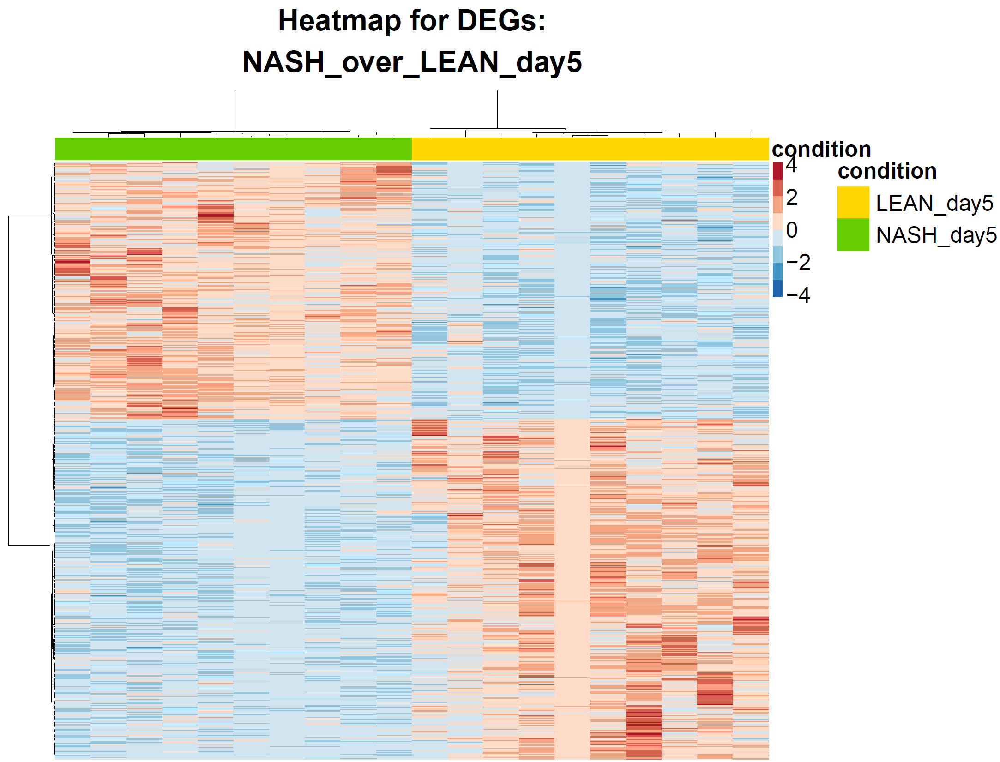 Heatmap for DEGs:
NASH_over_LEAN_day5
condition
4
2
0
−2
−4
condition
LEAN_day5
NASH_day5